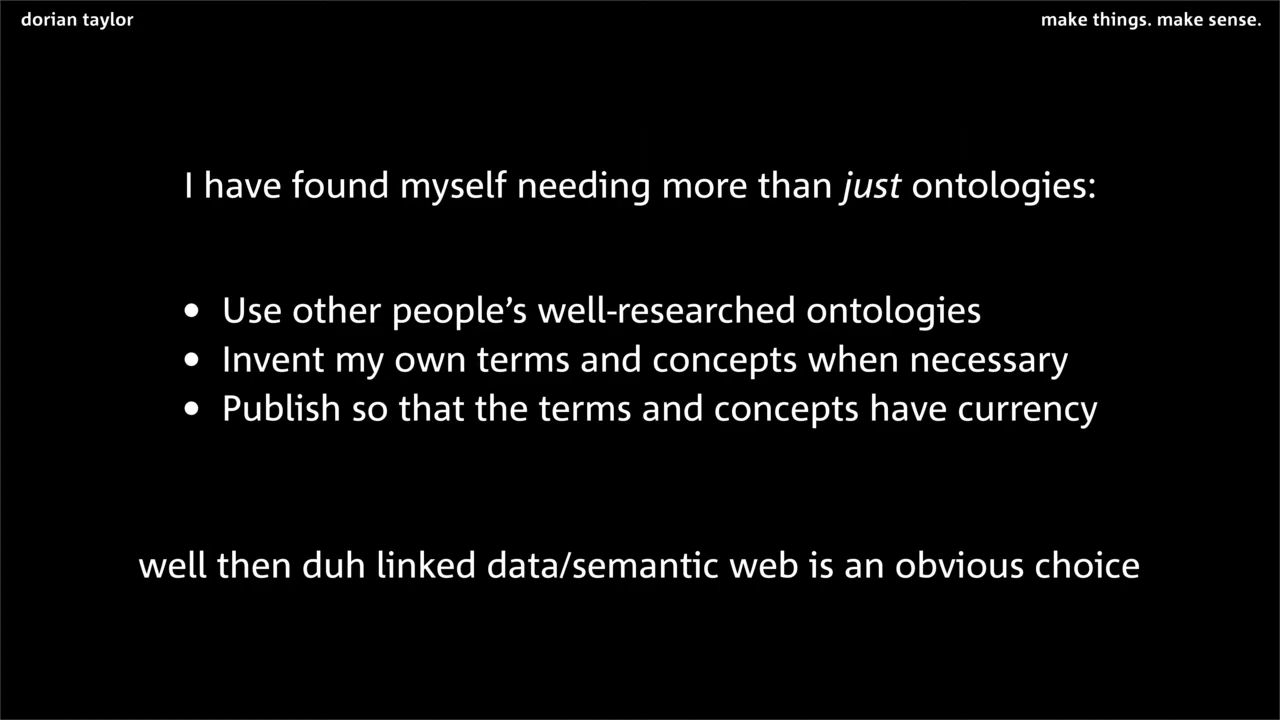 dorian taylor
make things. make sense.
I have found myself needing more than just ontologies:
• Use other people’s well-researched ontologies
• Invent my own terms and concepts when necessary
• Publish so that the terms and concepts have currency
well then duh linked data/semantic web is an obvious choice